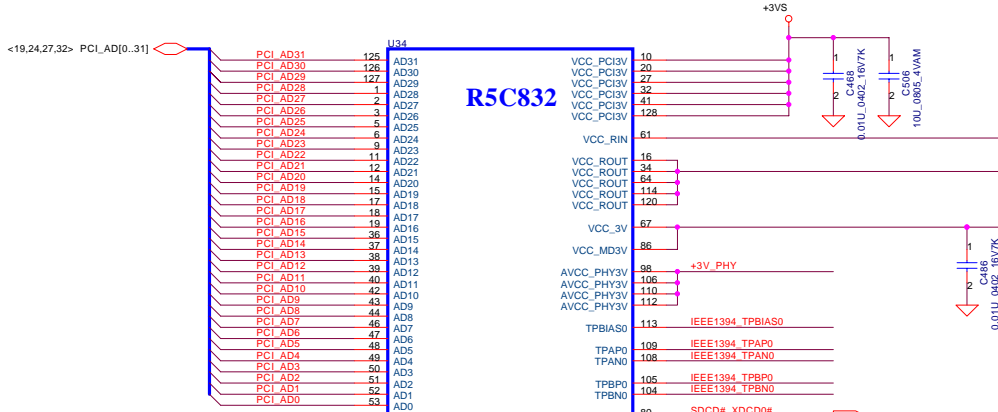 +3VS
<19,24,27,32> PCI_AD[0..31]
U34
R5C832
PCI_AD31 125 AD31
PCI_AD30 126 AD30
PCI_AD29 127 AD29
PCI_AD28 1 AD28
PCI_AD27 2 AD27
PCI_AD26 3 AD26
PCI_AD25 5 AD25
PCI_AD24 6 AD24
PCI_AD23 9 AD23
PCI_AD22 11 AD22
PCI_AD21 12 AD21
PCI_AD20 14 AD20
PCI_AD19 15 AD19
PCI_AD18 17 AD18
PCI_AD17 18 AD17
PCI_AD16 19 AD16
PCI_AD15 36 AD15
PCI_AD14 37 AD14
PCI_AD13 38 AD13
PCI_AD12 39 AD12
PCI_AD11 40 AD11
PCI_AD10 42 AD10
PCI_AD9 43 AD9
PCI_AD8 44 AD8
PCI_AD7 46 AD7
PCI_AD6 47 AD6
PCI_AD5 48 AD5
PCI_AD4 49 AD4
PCI_AD3 50 AD3
PCI_AD2 51 AD2
PCI_AD1 52 AD1
PCI_AD0 53 AD0
VCC_PCI3V 10
VCC_PCI3V 20
VCC_PCI3V 27
VCC_PCI3V 32
VCC_PCI3V 41
VCC_PCI3V 128
VCC_RIN 61
VCC_ROUT 16
VCC_ROUT 34
VCC_ROUT 64
VCC_ROUT 114
VCC_ROUT 120
VCC_3V 67
VCC_MD3V 86
AVCC_PHY3V 98 +3V_PHY
AVCC_PHY3V 106
AVCC_PHY3V 110
AVCC_PHY3V 112
TPBIAS0 113 IEEE1394_TPBIAS0
TPAP0 109 IEEE1394_TPAP0
TPAN0 108 IEEE1394_TPAN0
TPBP0 105 IEEE1394_TPBP0
TPBN0 104 IEEE1394_TPBN0
80 SDCD#_XDCD0#
1
2
C468
0.01U_0402_16V7K
1
2
C506
10U_0805_4VAM
1
2
C486
0.01U_0402_16V7K